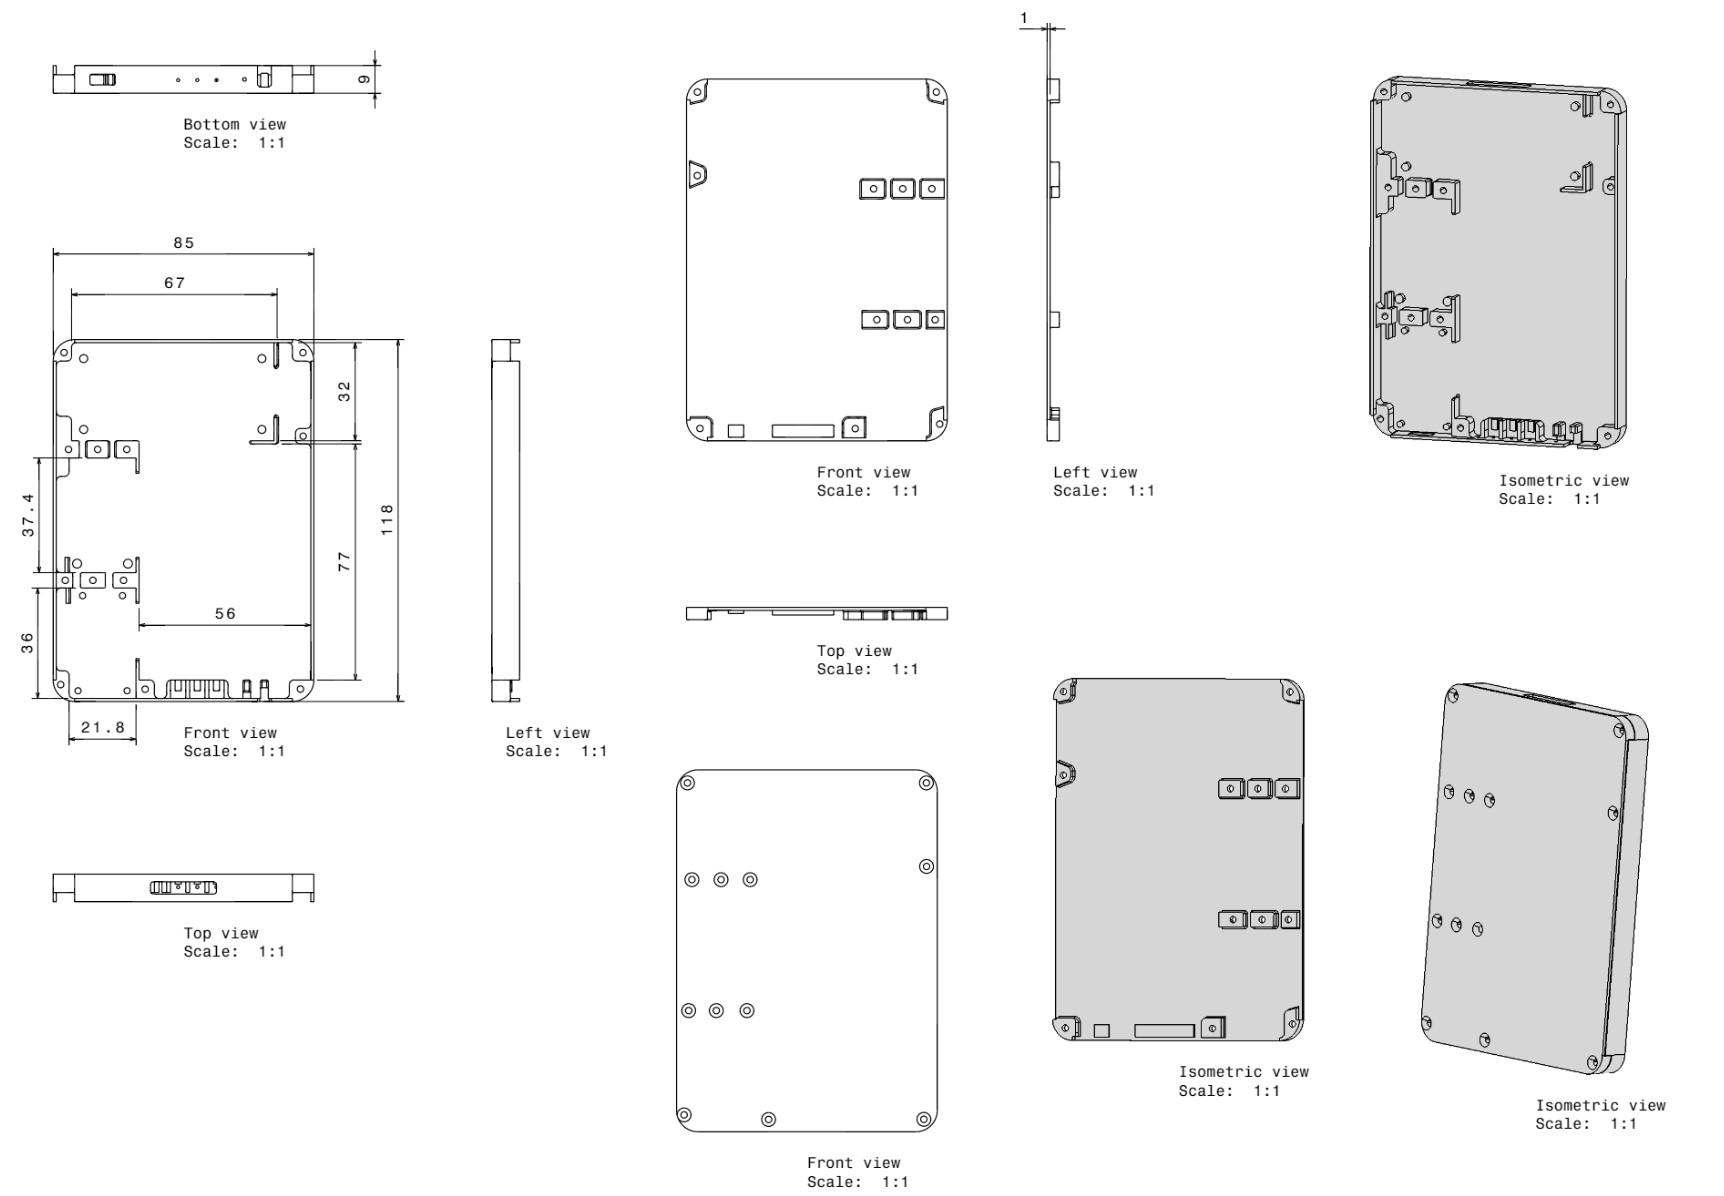 1
9
Bottom view
Scale: 1:1
85
67
32
37.4
118
77
56
36
21.8
Front view
Scale: 1:1
Left view
Scale: 1:1
Front view
Scale: 1:1
Left view
Scale: 1:1
Isometric view
Scale: 1:1
Top view
Scale: 1:1
Top view
Scale: 1:1
Isometric view
Scale: 1:1
Isometric view
Scale: 1:1
Front view
Scale: 1:1